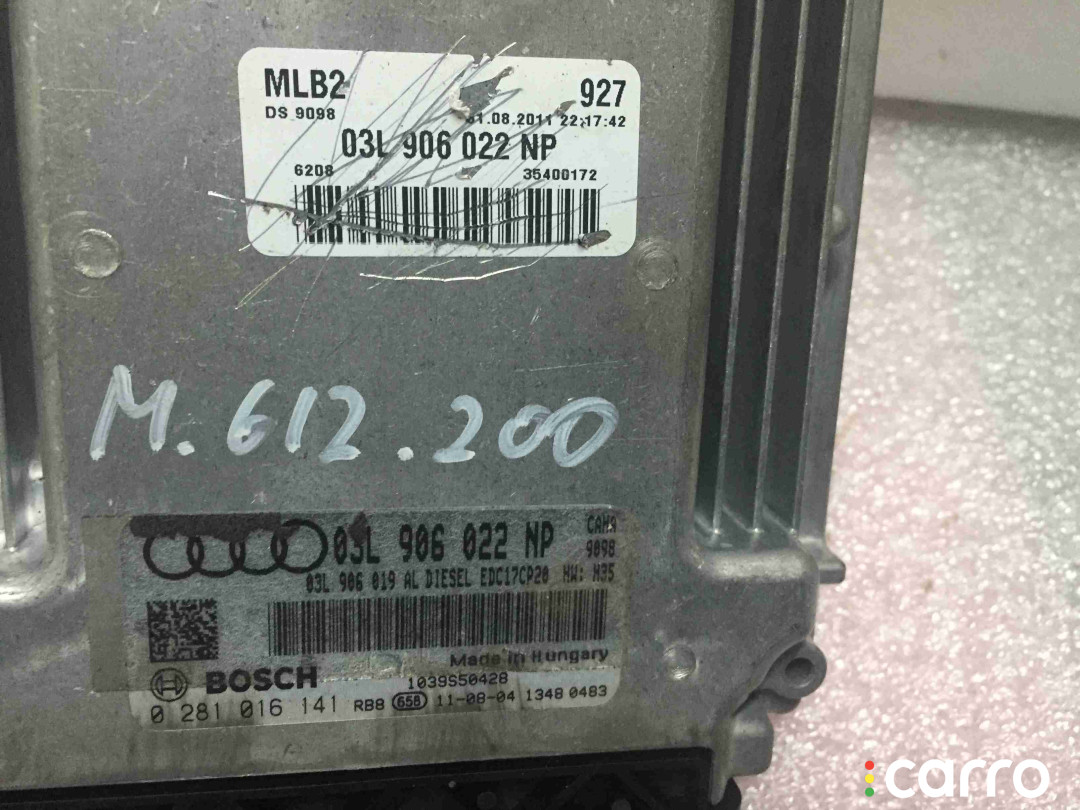 MLB2 927
DS 9098 31.08.2011 22:17:42
03L 906 022 NP
6208 35400172
M.612.200
03L 906 022 NP
9098
03L 906 019 AL DIESEL EDC17CP20 HW: H35
Made in Hungary
BOSCH 1039S50428
0 281 016 141 RB8 658 11-08-04 1348 0483
carro